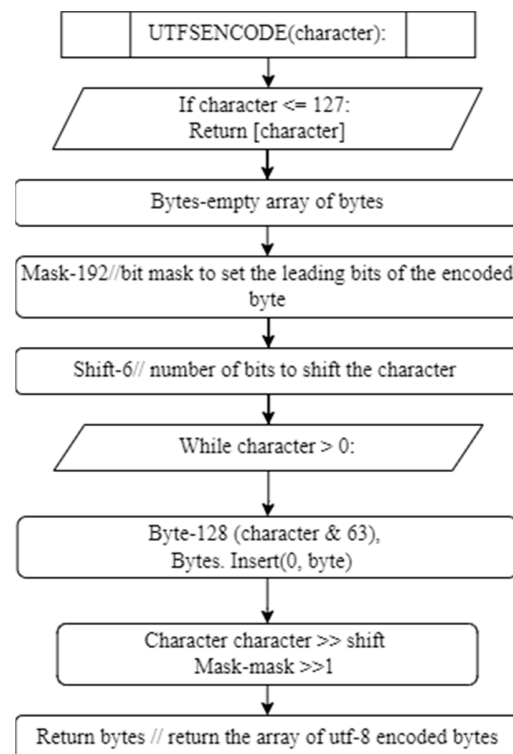 UTFSENCODE(character):
If character <= 127:
Return [character]
Bytes-empty array of bytes
Mask-192//bit mask to set the leading bits of the encoded
byte
Shift-6// number of bits to shift the character
While character > 0:
Byte-128 (character & 63),
Bytes. Insert(0, byte)
Character character >> shift
Mask-mask >>1
Return bytes // return the array of utf-8 encoded bytes